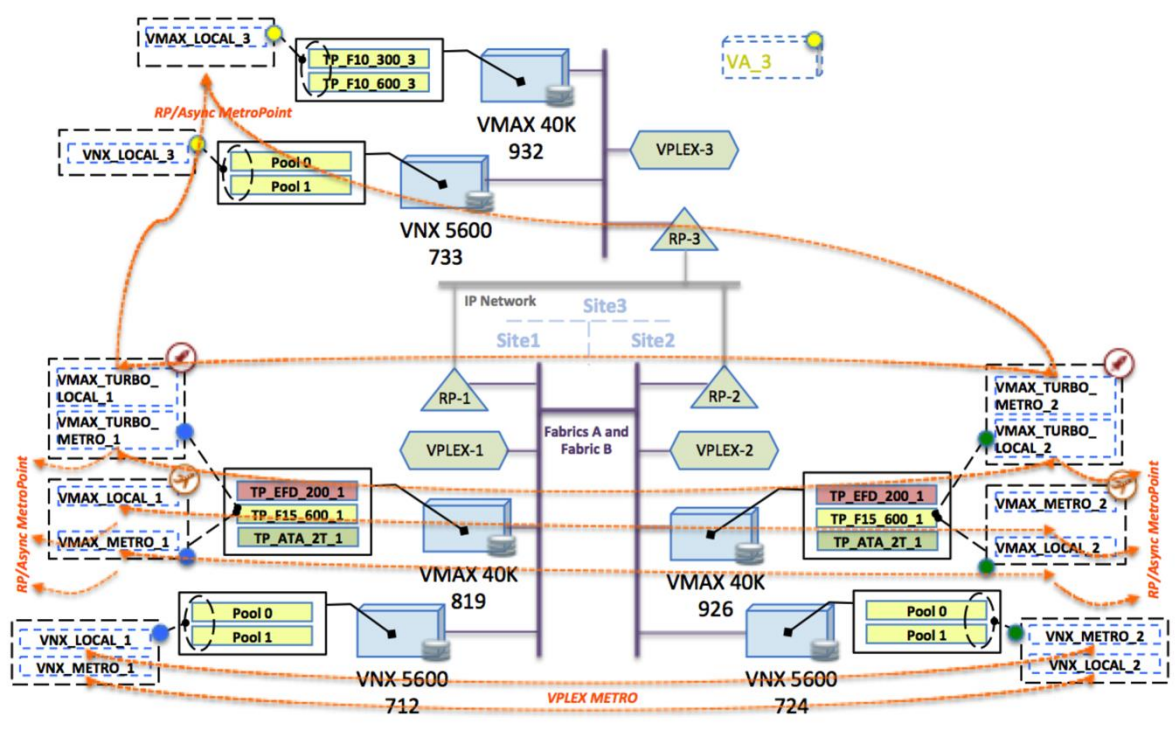 VMAX_LOCAL_3
TP_F10_300_3
TP_F10_600_3
VA_3
RP/Async MetroPoint
VMAX 40K
932
VPLEX-3
VNX_LOCAL_3
Pool 0
Pool 1
VNX 5600
733
RP-3
IP Network
Site3
Site1
Site2
VMAX_TURBO_
LOCAL_1
VMAX_TURBO_
METRO_1
RP-1
RP-2
VMAX_TURBO_
METRO_2
VMAX_TURBO_
LOCAL_2
Fabrics A and
Fabric B
VPLEX-1
VPLEX-2
RP/Async MetroPoint
VMAX_LOCAL_1
VMAX_METRO_1
TP_EFD_200_1
TP_F15_600_1
TP_ATA_2T_1
TP_EFD_200_1
TP_F15_600_1
TP_ATA_2T_1
VMAX_METRO_2
VMAX_LOCAL_2
RP/Async MetroPoint
VMAX 40K
819
VMAX 40K
926
VNX_LOCAL_1
VNX_METRO_1
Pool 0
Pool 1
Pool 0
Pool 1
VNX_METRO_2
VNX_LOCAL_2
VNX 5600
712
VPLEX METRO
VNX 5600
724